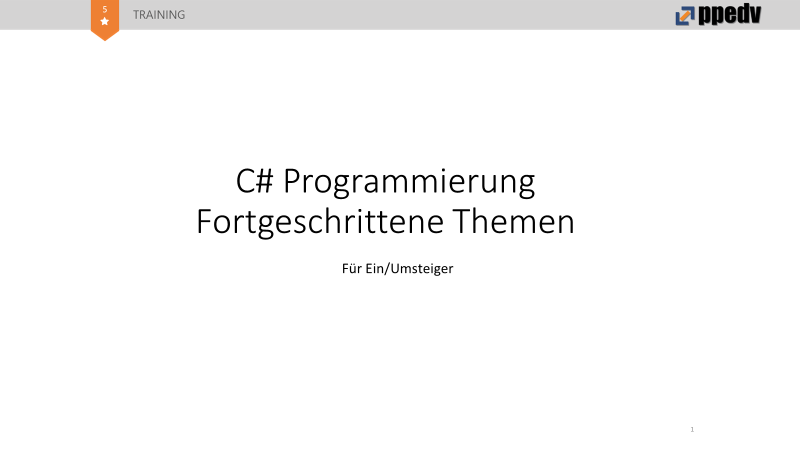 5
TRAINING
ppedv
C# Programmierung
Fortgeschrittene Themen
Für Ein/Umsteiger
1